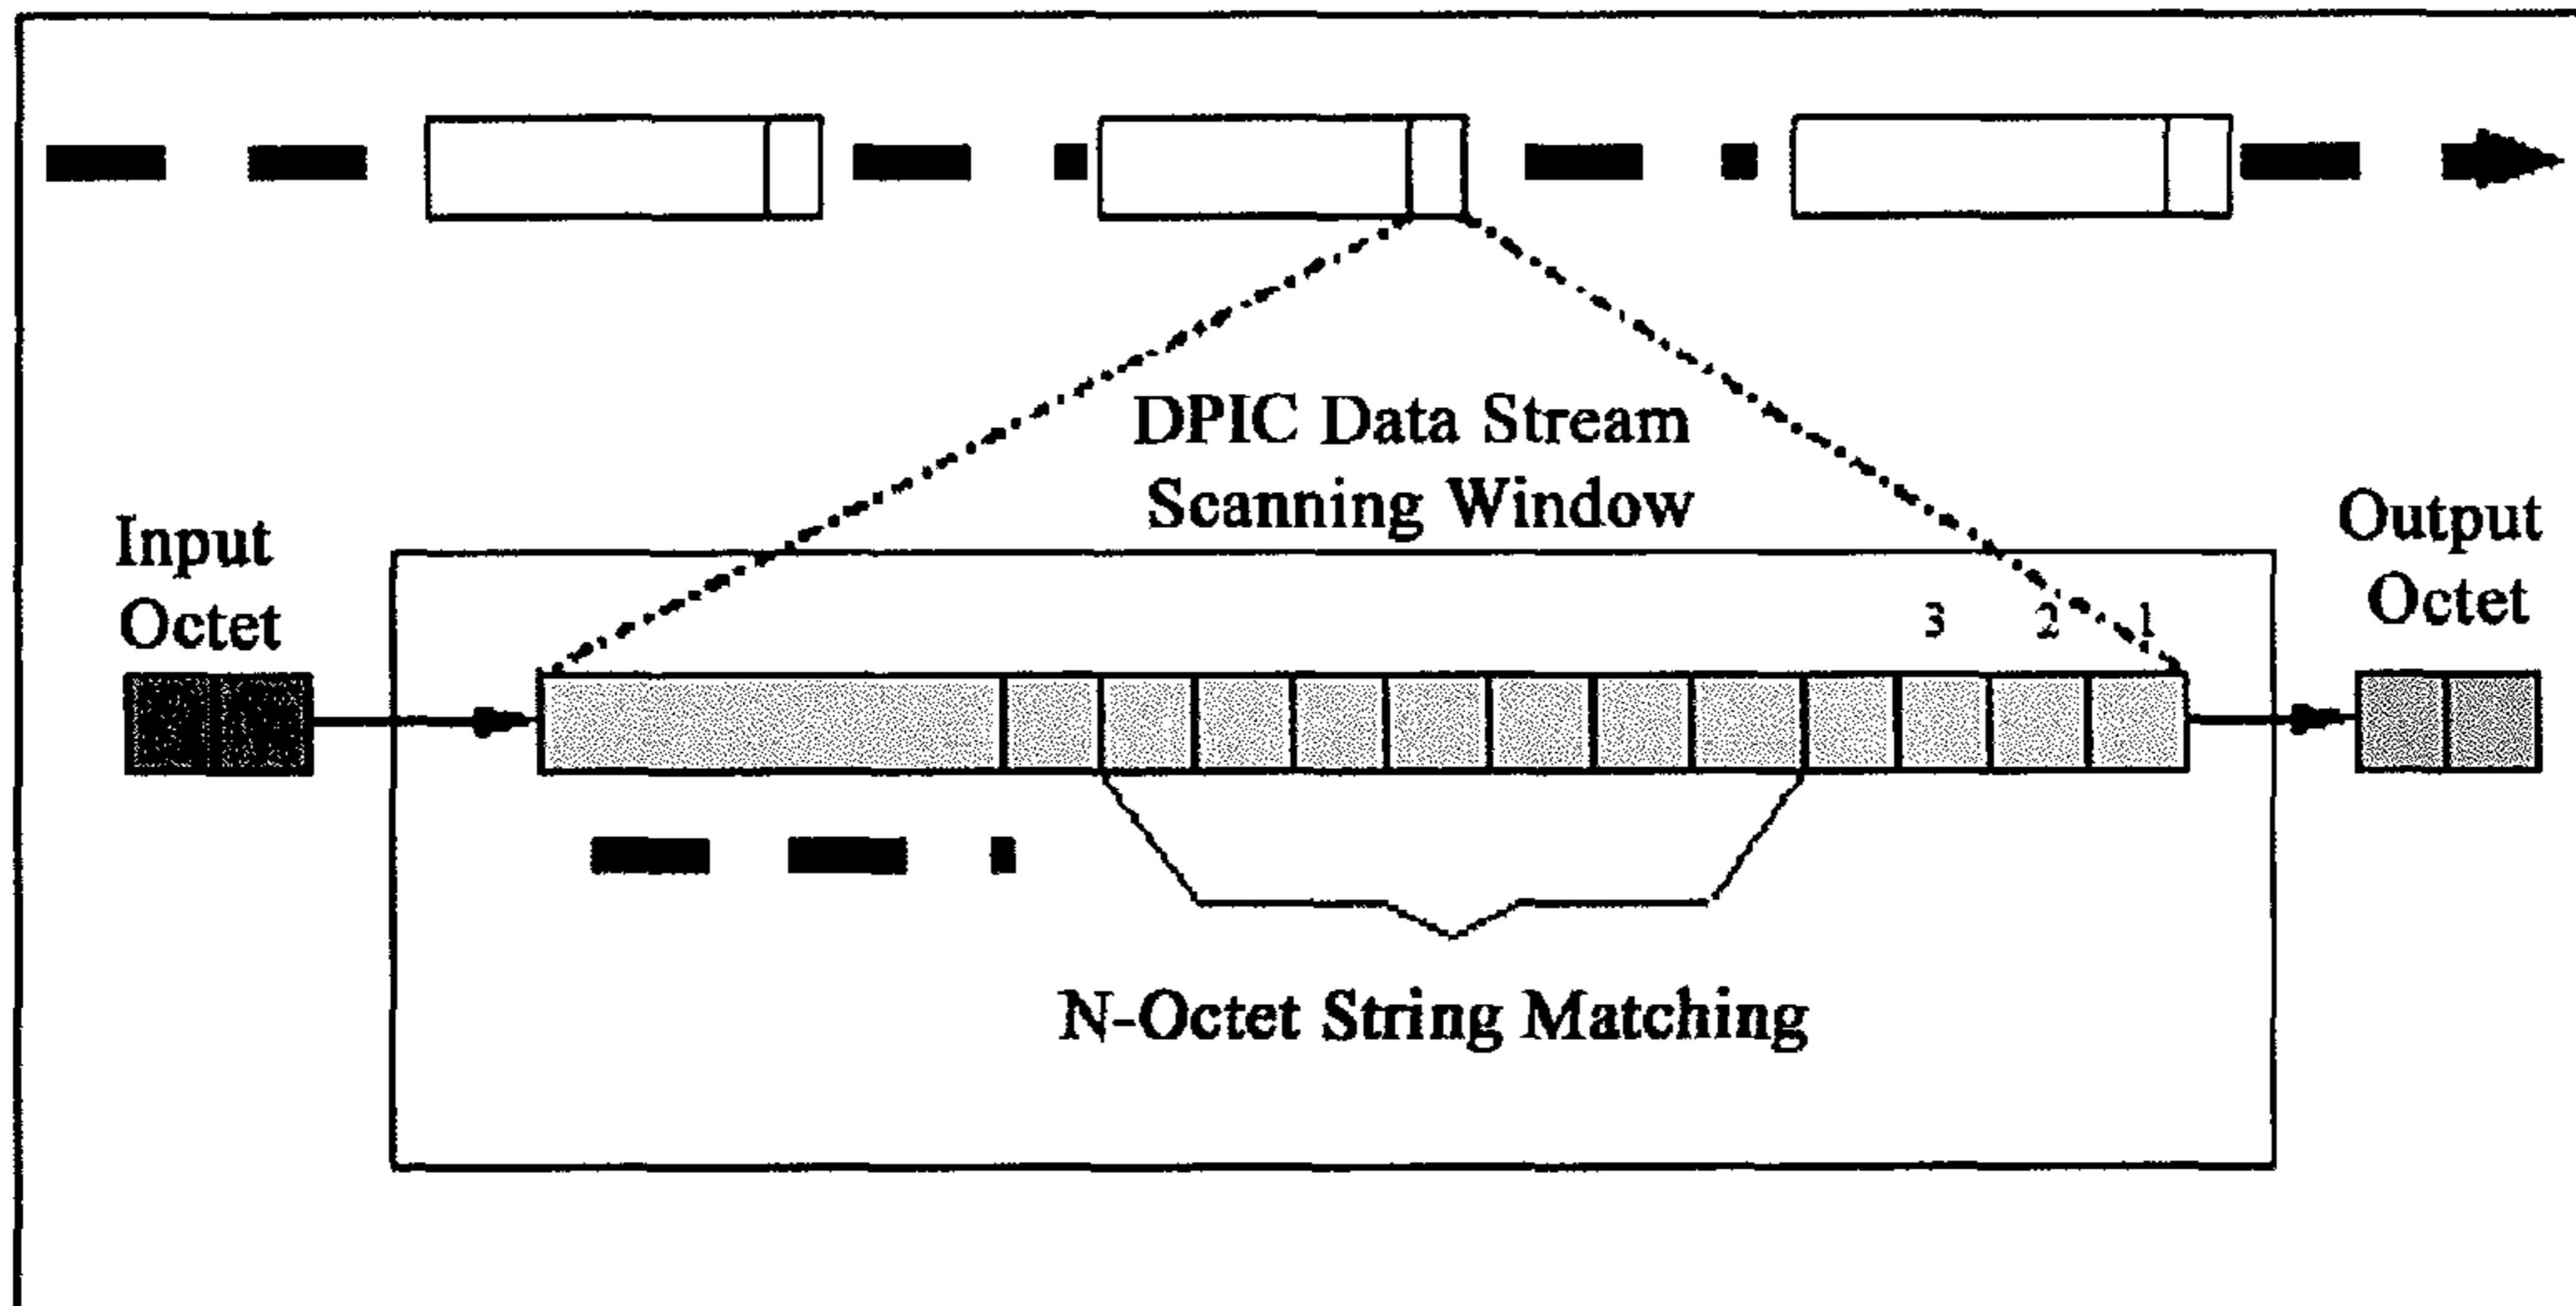 DPIC Data Stream
Scanning Window
Input
Octet
Output
Octet
3 2 1
N-Octet String Matching